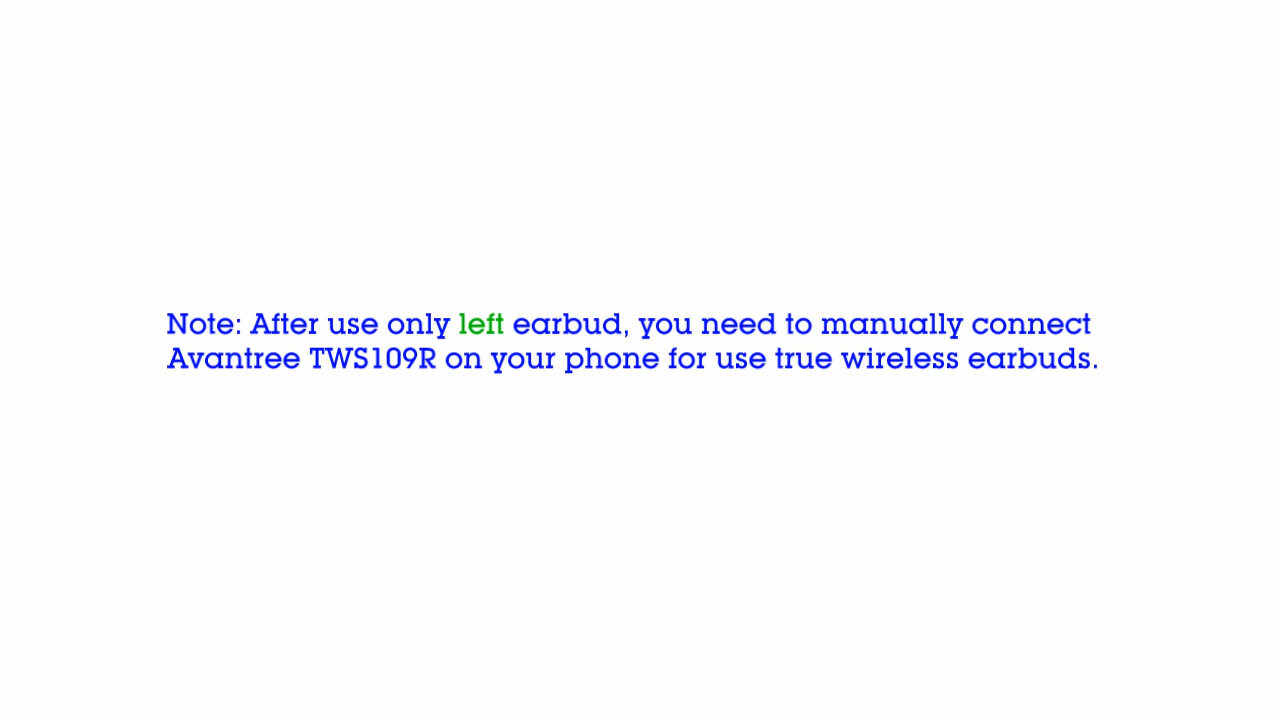 Note: After use only left earbud, you need to manually connect
Avantree TWS109R on your phone for use true wireless earbuds.